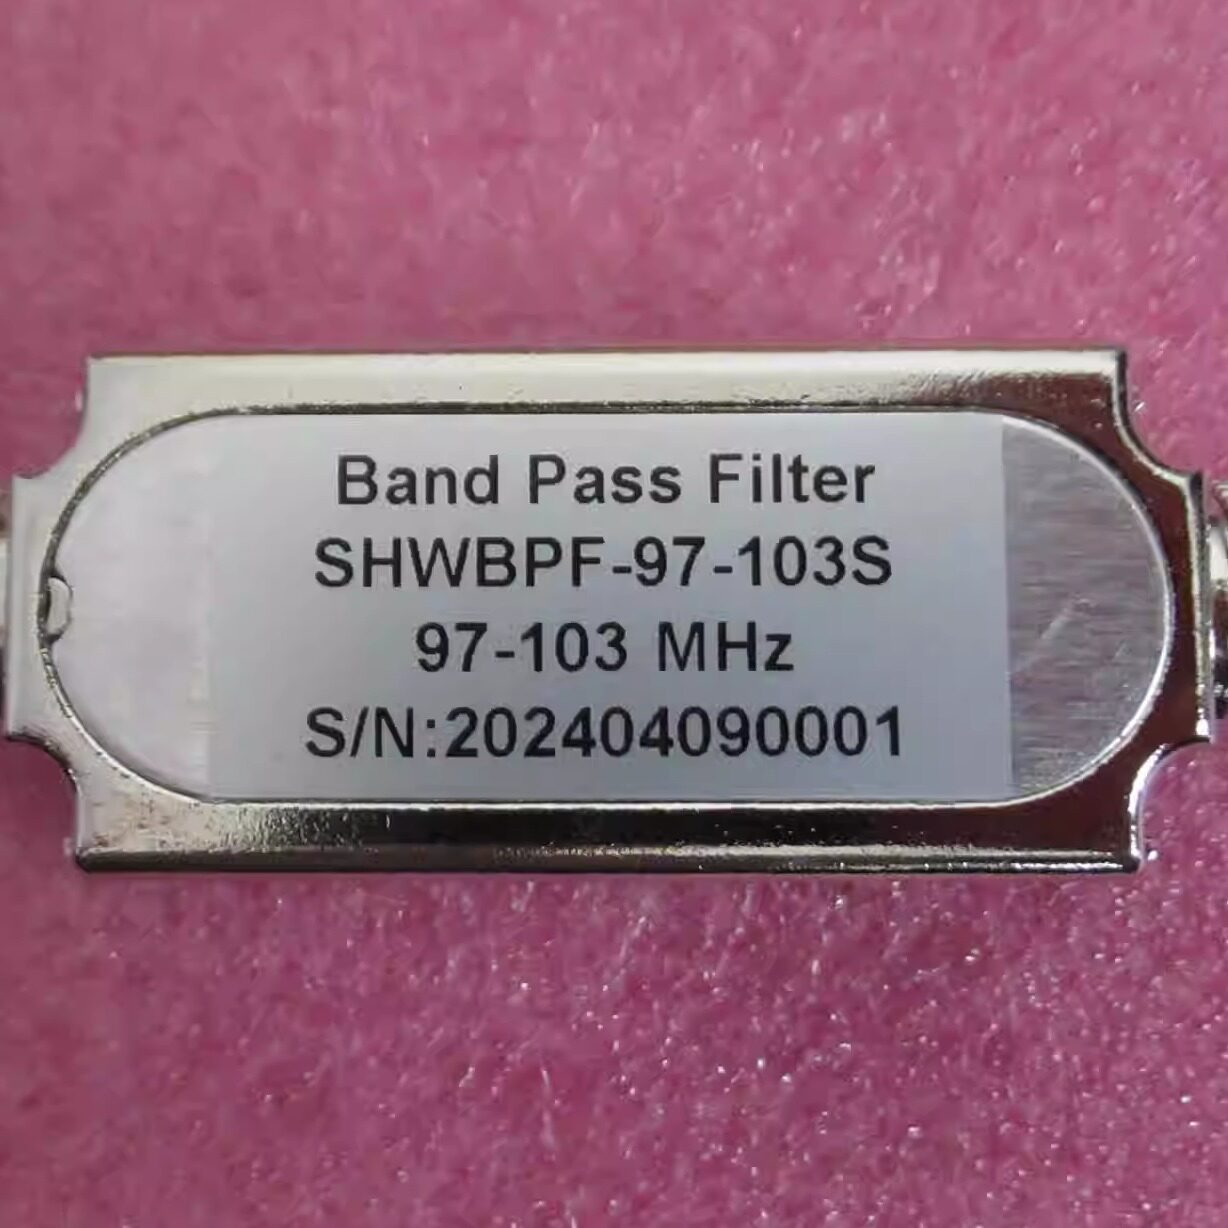 Band Pass Filter
SHWBPF-97-103S
97-103 MHz
S/N:202404090001